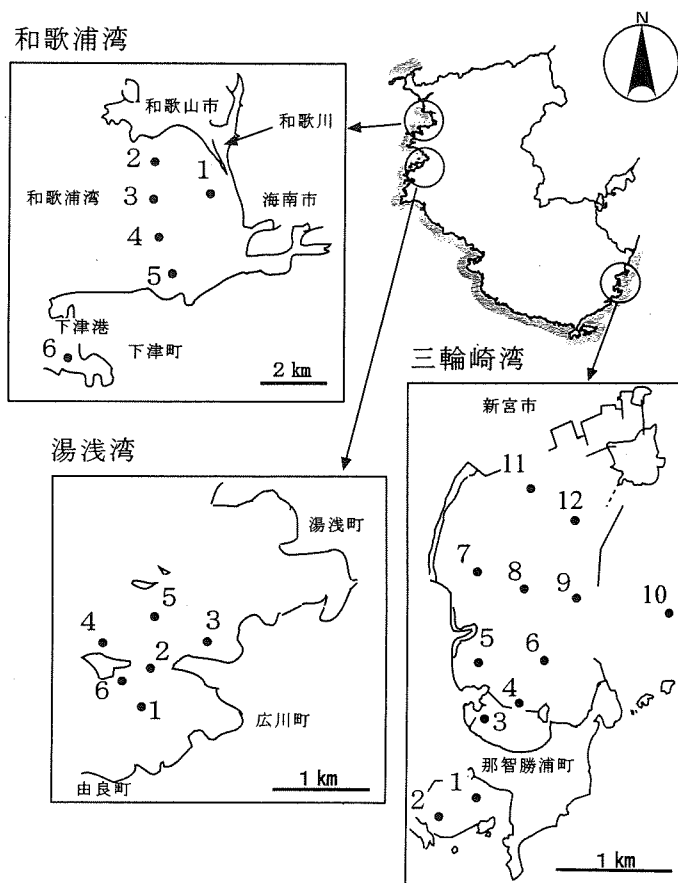 和歌浦湾
N
和歌山市
和歌川
2
1
和歌浦湾
3
海南市
4
5
下津港
6
下津町
2 km
三輪崎湾
新宮市
11
12
7
8
9
10
5
6
4
3
那智勝浦町
1
2
1 km
湯浅湾
湯浅町
5
4
3
2
6
1
広川町
由良町
1 km